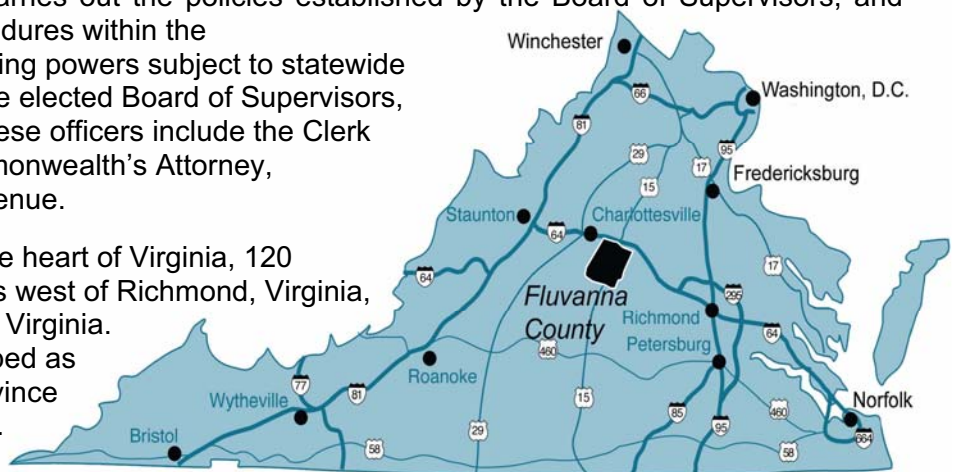 arries out the policies established by the Board of Supervisors, and
dures within the
ing powers subject to statewide
e elected Board of Supervisors,
ese officers include the Clerk
monwealth's Attorney,
enue.
e heart of Virginia, 120
s west of Richmond, Virginia,
Virginia.
bed as
vince
.
Winchester
Washington, D.C.
66
81
95
29
17
15
Fredericksburg
Staunton
Charlottesville
64
64
17
Fluvanna
County
295
Richmond
64
Petersburg
460
Roanoke
77
81
Wytheville
15
85
95
460
Norfolk
664
Bristol
29
58
58